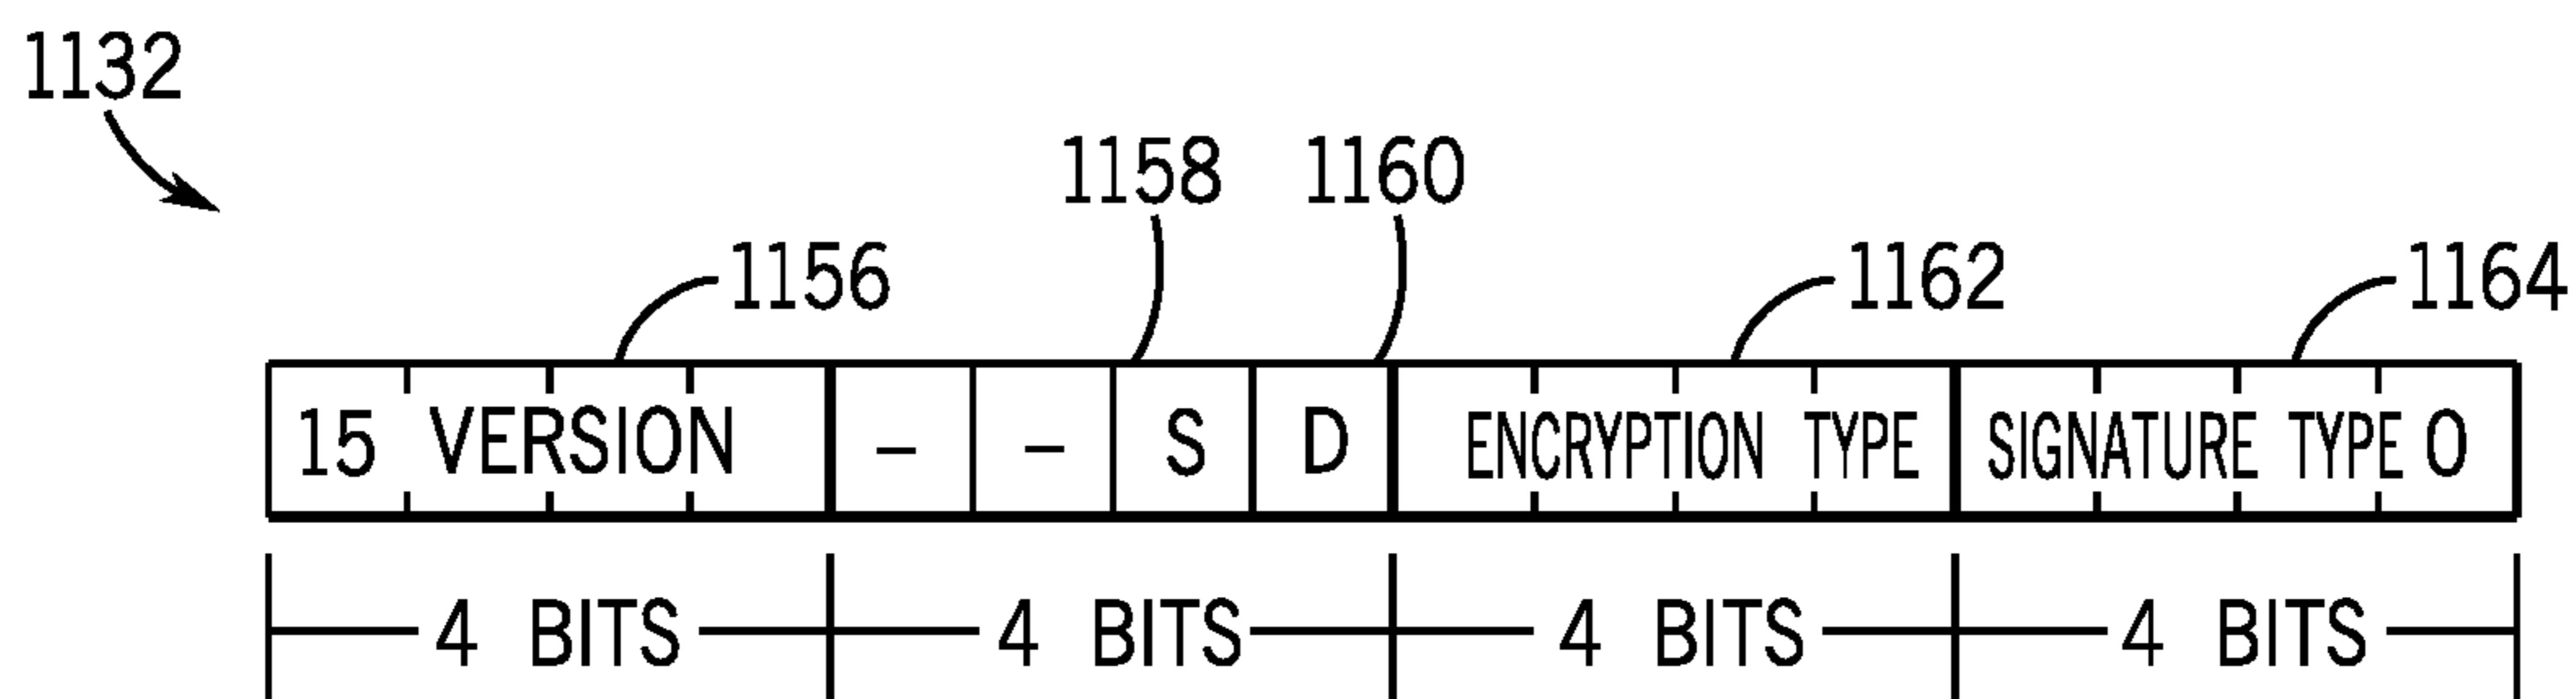 1132
1158 1160
1156 1162 1164
15 VERSION – – S D ENCRYPTION TYPE SIGNATURE TYPE 0
4 BITS 4 BITS 4 BITS 4 BITS